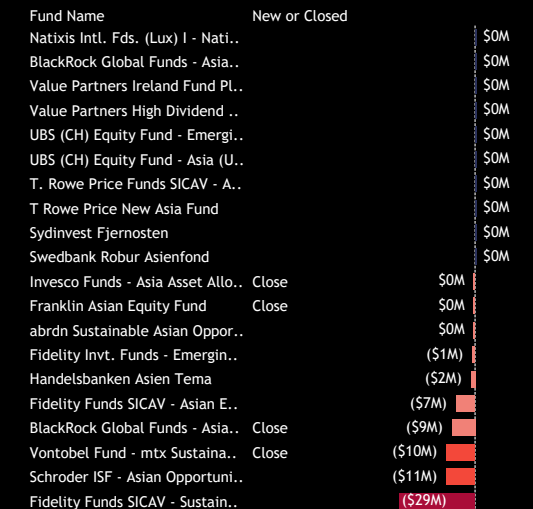 Fund Name New or Closed
Natixis Intl. Fds. (Lux) I - Nati.. $0M
BlackRock Global Funds - Asia.. $0M
Value Partners Ireland Fund Pl.. $0M
Value Partners High Dividend .. $0M
UBS (CH) Equity Fund - Emergi.. $0M
UBS (CH) Equity Fund - Asia (U.. $0M
T. Rowe Price Funds SICAV - A.. $0M
T Rowe Price New Asia Fund $0M
Sydinvest Fjernosten $0M
Swedbank Robur Asienfond $0M
Invesco Funds - Asia Asset Allo.. Close $0M
Franklin Asian Equity Fund Close $0M
abrdn Sustainable Asian Oppor.. $0M
Fidelity Invt. Funds - Emergin.. ($1M)
Handelsbanken Asien Tema ($2M)
Fidelity Funds SICAV - Asian E.. ($7M)
BlackRock Global Funds - Asia.. Close ($9M)
Vontobel Fund - mtx Sustaina.. Close ($10M)
Schroder ISF - Asian Opportuni.. ($11M)
Fidelity Funds SICAV - Sustain.. ($29M)